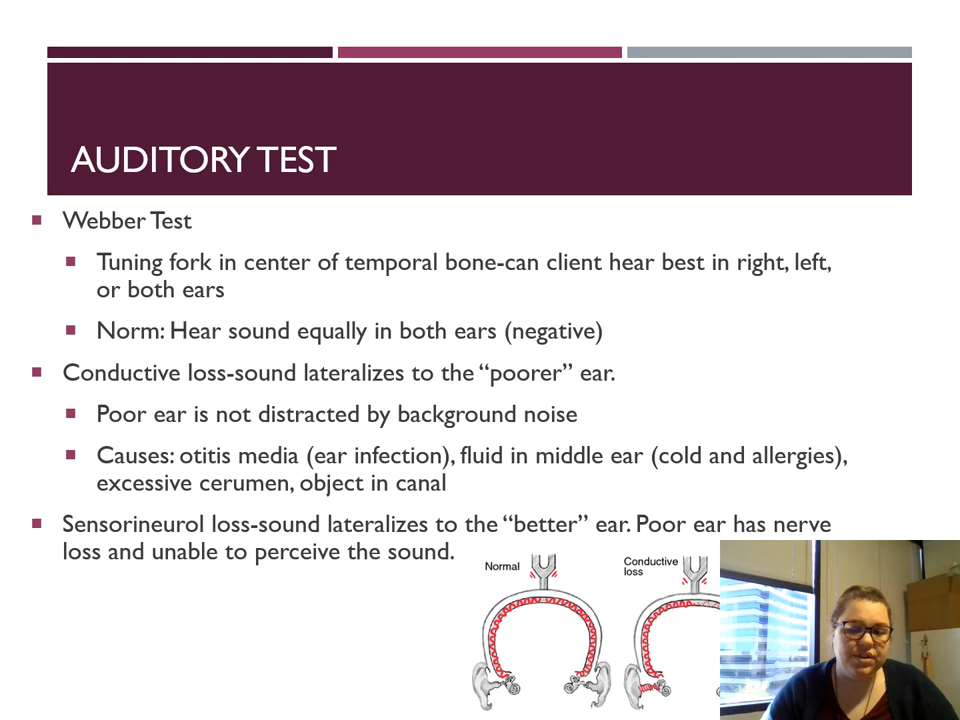 AUDITORY TEST
Webber Test
Tuning fork in center of temporal bone-can client hear best in right, left,
or both ears
Norm: Hear sound equally in both ears (negative)
Conductive loss-sound lateralizes to the “poorer” ear.
Poor ear is not distracted by background noise
Causes: otitis media (ear infection), fluid in middle ear (cold and allergies),
excessive cerumen, object in canal
Sensorineurol loss-sound lateralizes to the “better” ear. Poor ear has nerve
loss and unable to perceive the sound.
Normal
Conductive
loss